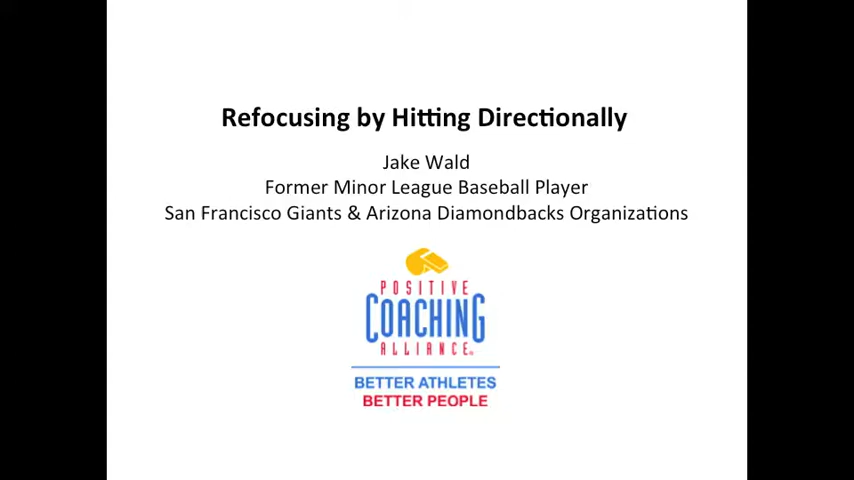 Refocusing by Hitting Directionally
Jake Wald
Former Minor League Baseball Player
San Francisco Giants & Arizona Diamondbacks Organizations
POSITIVE
COACHING
ALLIANCE®
BETTER ATHLETES
BETTER PEOPLE